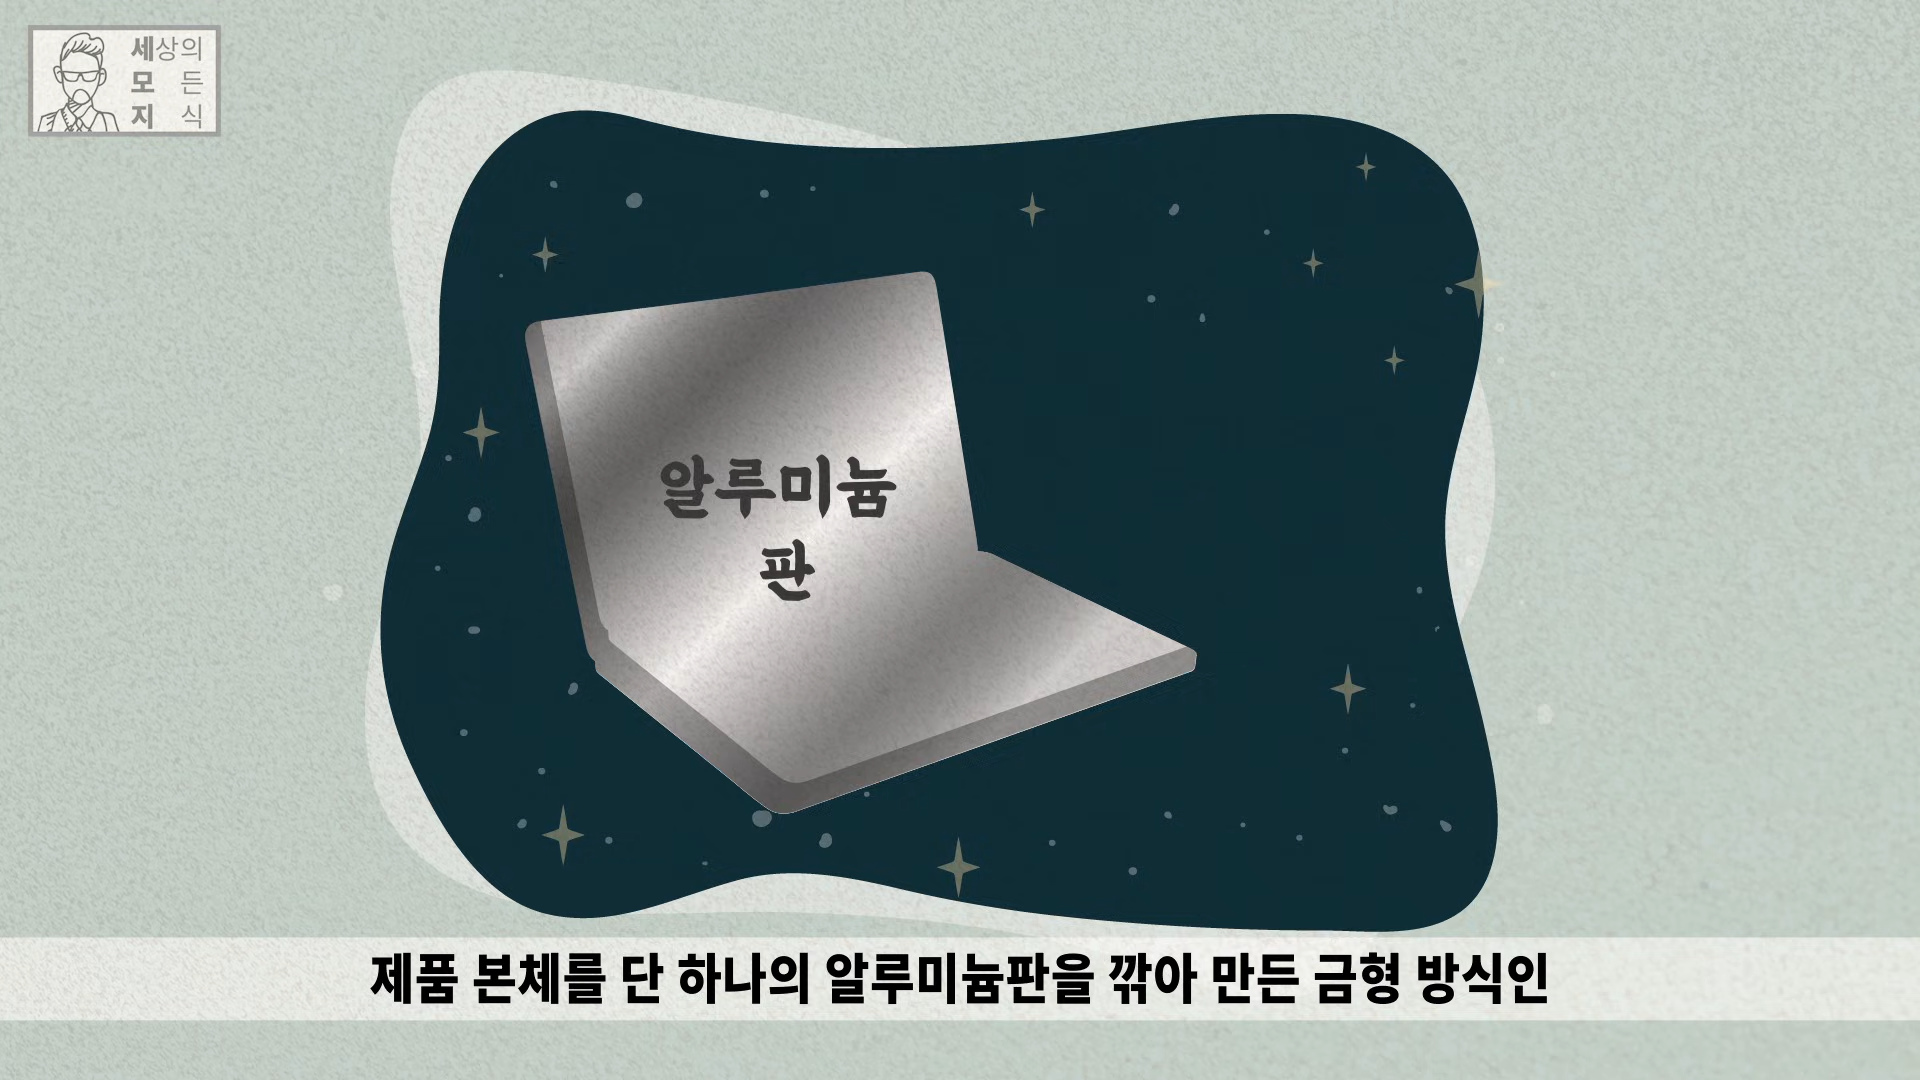 세상의
모든
지식
알루미늄
판
제품 본체를 단 하나의 알루미늄판을 깎아 만든 금형 방식인